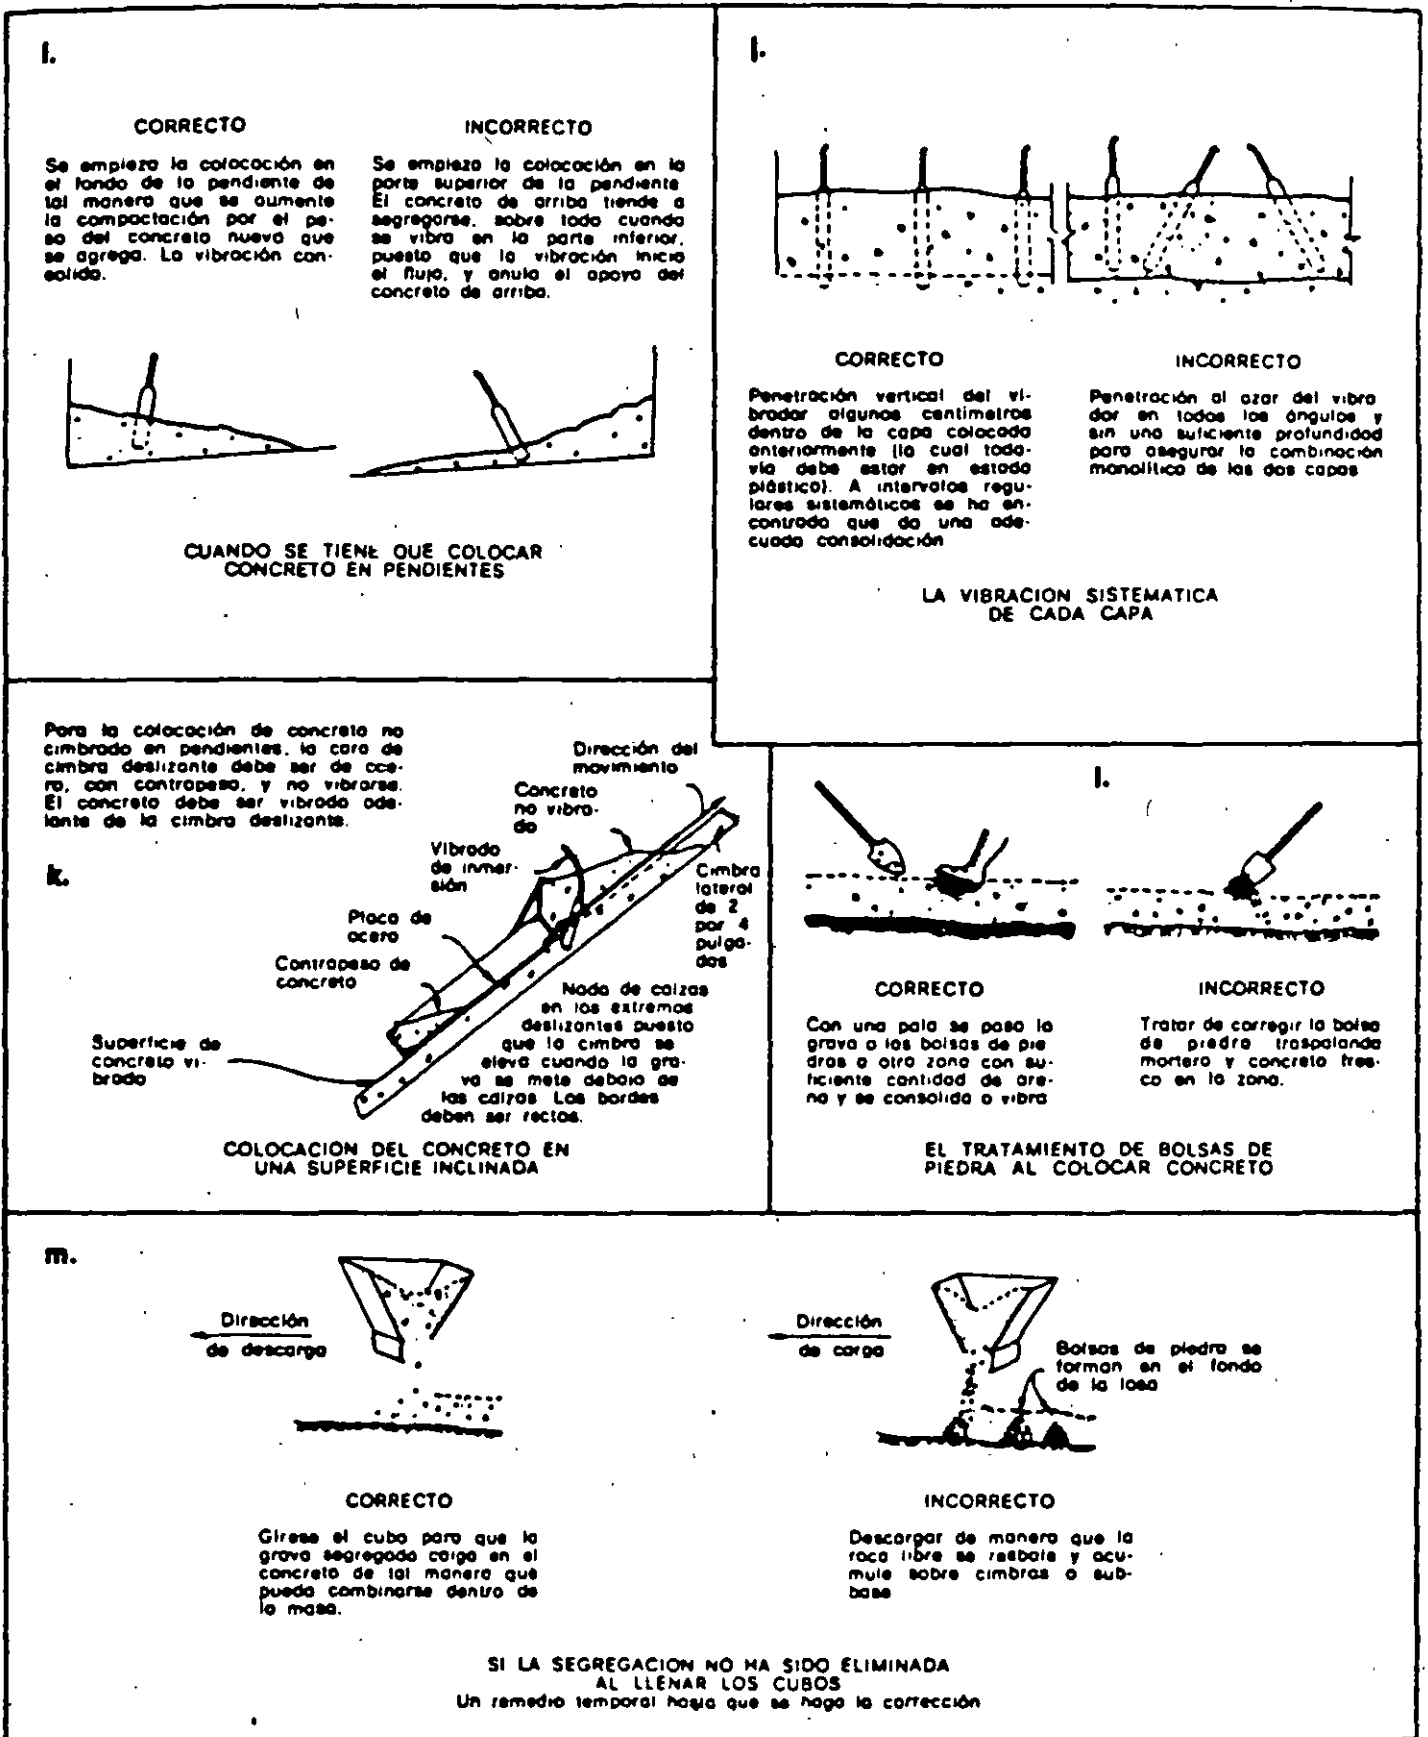 i.
CORRECTO
Se empieza la colocación en
el fondo de la pendiente de
tal manera que se aumente
la compactación por el pe-
so del concreto nuevo que
se agrega. La vibración con-
solida.
INCORRECTO
Se empieza la colocación en la
parte superior de la pendiente
El concreto de arriba tiende a
segregarse, sobre todo cuando
se vibra en la parte inferior,
puesto que la vibración inicia
el flujo, y anula el apoyo del
concreto de arriba.
CUANDO SE TIENE QUE COLOCAR
CONCRETO EN PENDIENTES
j.
CORRECTO
Penetración vertical del vi-
brador algunos centímetros
dentro de la capa colocada
anteriormente (la cual toda-
vía debe estar en estado
plástico). A intervalos regu-
lares sistemáticos se ha en-
contrado que da una ade-
cuada consolidación
INCORRECTO
Penetración al azar del vibra
dor en todos los ángulos y
sin una suficiente profundidad
para asegurar la combinación
monolítica de las dos capas
LA VIBRACION SISTEMATICA
DE CADA CAPA
Para la colocación de concreto no
cimbrado en pendientes, la cara de
cimbra deslizante debe ser de ace-
ro, con contrapeso, y no vibrarse.
El concreto debe ser vibrado ade-
lante de la cimbra deslizante.
k.
Dirección del
movimiento
Concreto
no vibra-
do
Vibrado
de inmer-
sión
Cimbra
lateral
de 2
por 4
pulga-
das
Placa de
acero
Contrapeso de
concreto
Superficie de
concreto vi-
brado
Nada de calzas
en los extremos
deslizantes puesto
que la cimbra se
eleva cuando la gra-
va se mete debajo de
las calzas Los bordes
deben ser rectos.
COLOCACION DEL CONCRETO EN
UNA SUPERFICIE INCLINADA
l.
CORRECTO
Con una pala se pasa la
grava o las bolsas de pie
dras a otra zona con su-
ficiente cantidad de are-
na y se consolida o vibra
INCORRECTO
Tratar de corregir la bolsa
de piedra traspalando
mortero y concreto fres-
co en la zona.
EL TRATAMIENTO DE BOLSAS DE
PIEDRA AL COLOCAR CONCRETO
m.
Dirección
de descarga
CORRECTO
Gírese el cubo para que la
grava segregada caiga en el
concreto de tal manera que
pueda combinarse dentro de
la masa.
Dirección
de carga
Bolsas de piedra se
forman en el fondo
de la losa
INCORRECTO
Descargar de manera que la
roca libre se resbale y acu-
mule sobre cimbras o sub-
base
SI LA SEGREGACION NO HA SIDO ELIMINADA
AL LLENAR LOS CUBOS
Un remedio temporal hasta que se haga la corrección